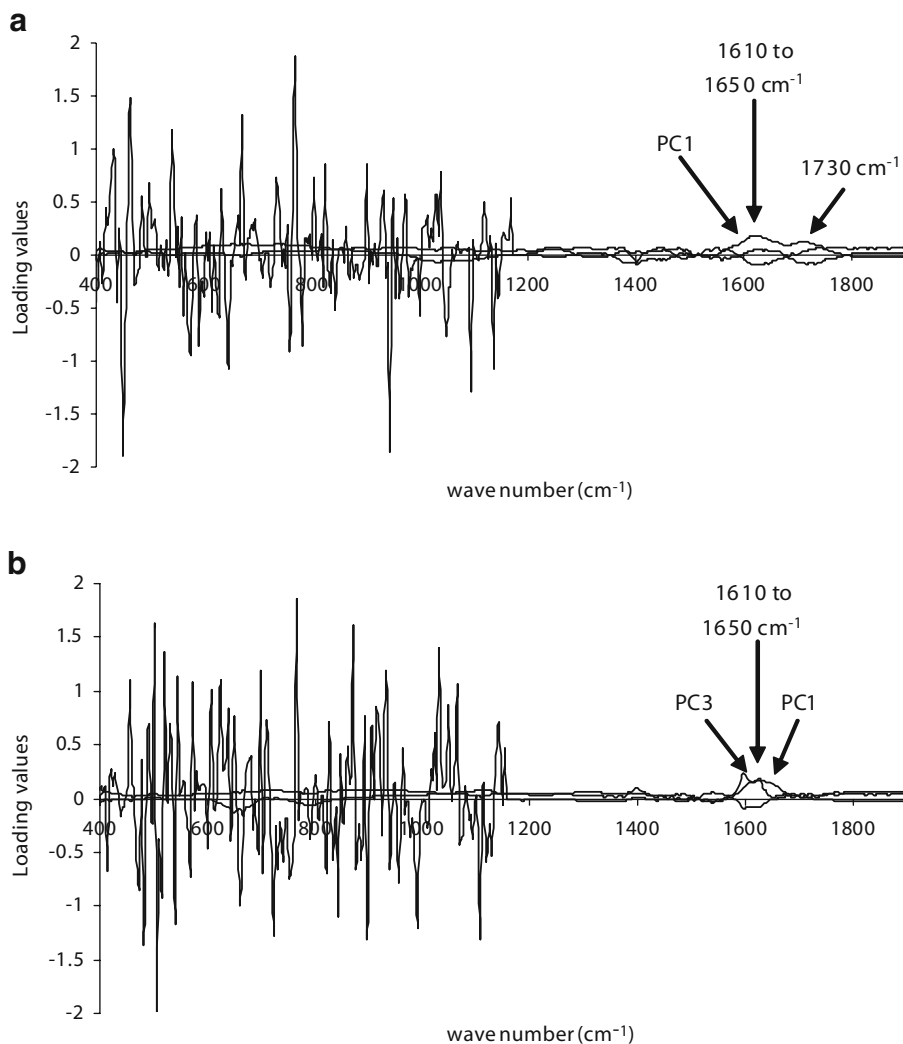 a
2
1.5
1
0.5
0
-0.5
-1
-1.5
-2
Loading values
400
600
800
1000
1200
1400
1600
1800
wave number (cm-1)
1610 to
1650 cm-1
PC1
1730 cm-1
b
2
1.5
1
0.5
0
-0.5
-1
-1.5
-2
Loading values
400
600
800
1000
1200
1400
1600
1800
wave number (cm-1)
1610 to
1650 cm-1
PC3
PC1